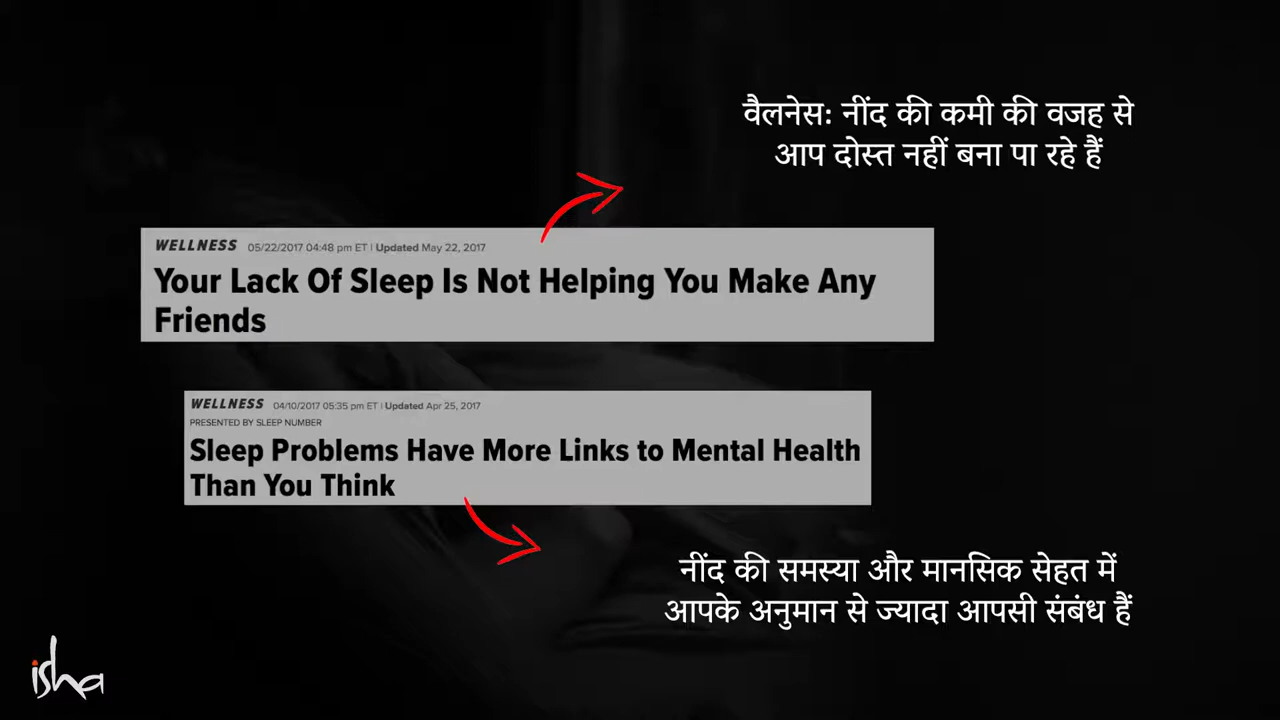 वैलनेस: नींद की कमी की वजह से
आप दोस्त नहीं बना पा रहे हैं
WELLNESS 05/22/2017 04:48 pm ET | Updated May 22, 2017
Your Lack Of Sleep Is Not Helping You Make Any
Friends
WELLNESS 04/10/2017 05:35 pm ET | Updated Apr 25, 2017
PRESENTED BY SLEEP NUMBER
Sleep Problems Have More Links to Mental Health
Than You Think
नींद की समस्या और मानसिक सेहत में
आपके अनुमान से ज्यादा आपसी संबंध हैं
isha